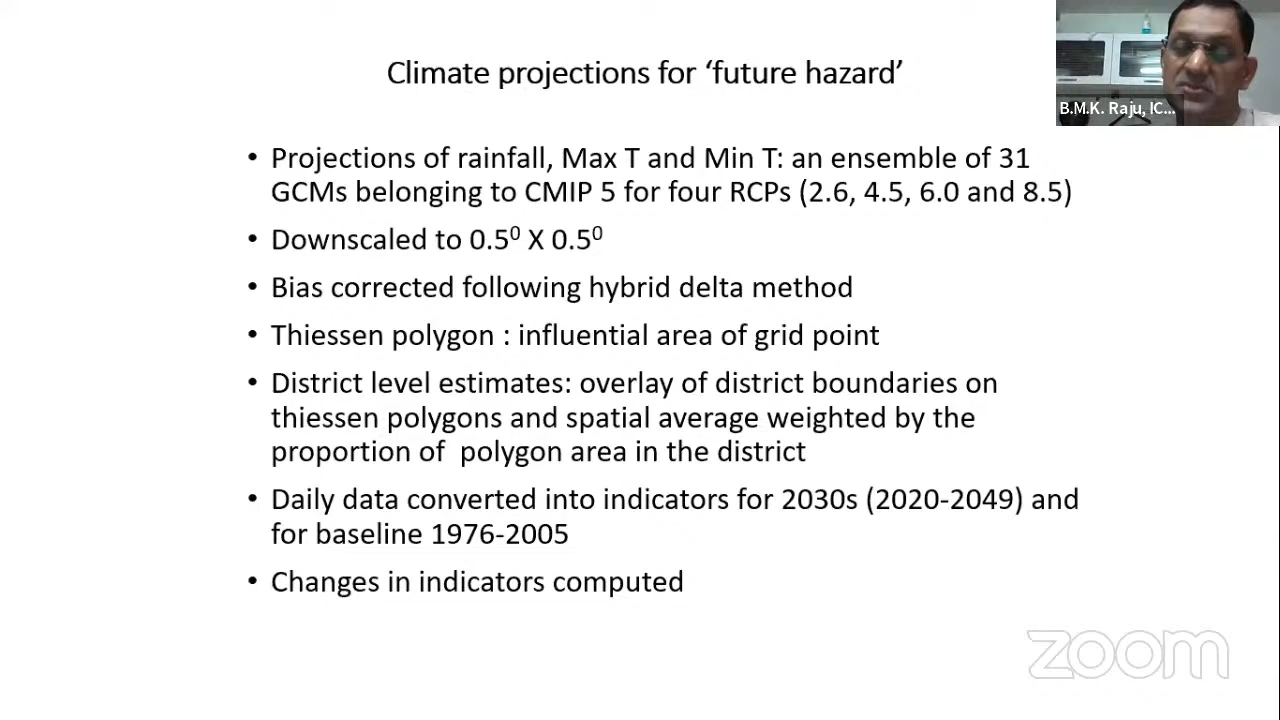 Climate projections for ‘future hazard’
B.M.K. Raju, IC...
• Projections of rainfall, Max T and Min T: an ensemble of 31
GCMs belonging to CMIP 5 for four RCPs (2.6, 4.5, 6.0 and 8.5)
• Downscaled to 0.5⁰ X 0.5⁰
• Bias corrected following hybrid delta method
• Thiessen polygon : influential area of grid point
• District level estimates: overlay of district boundaries on
thiessen polygons and spatial average weighted by the
proportion of polygon area in the district
• Daily data converted into indicators for 2030s (2020-2049) and
for baseline 1976-2005
• Changes in indicators computed
zoom